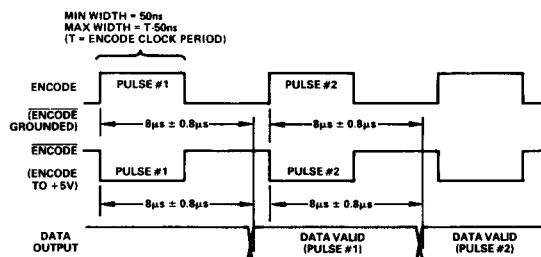 MIN WIDTH = 50ns
MAX WIDTH = T-50ns
(T = ENCODE CLOCK PERIOD)
ENCODE PULSE #1 PULSE #2
(ENCODE GROUNDED) 8μs ± 0.8μs 8μs ± 0.8μs
ENCODE
(ENCODE TO +5V) PULSE #1 PULSE #2
8μs ± 0.8μs 8μs ± 0.8μs
DATA OUTPUT DATA VALID (PULSE #1) DATA VALID (PULSE #2)